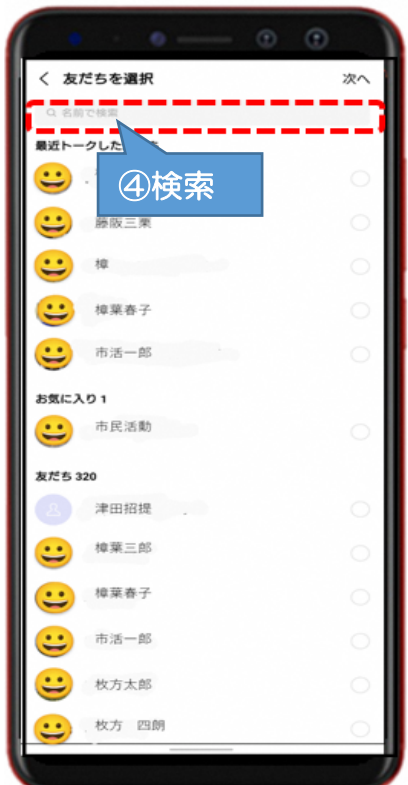 友だちを選択
次へ
名前で検索
最近トークした
④検索
藤阪三栗
樟
樟葉春子
市活一郎
お気に入り 1
市民活動
友だち 320
津田招提
樟葉三郎
樟葉春子
市活一郎
枚方太郎
枚方 四朗